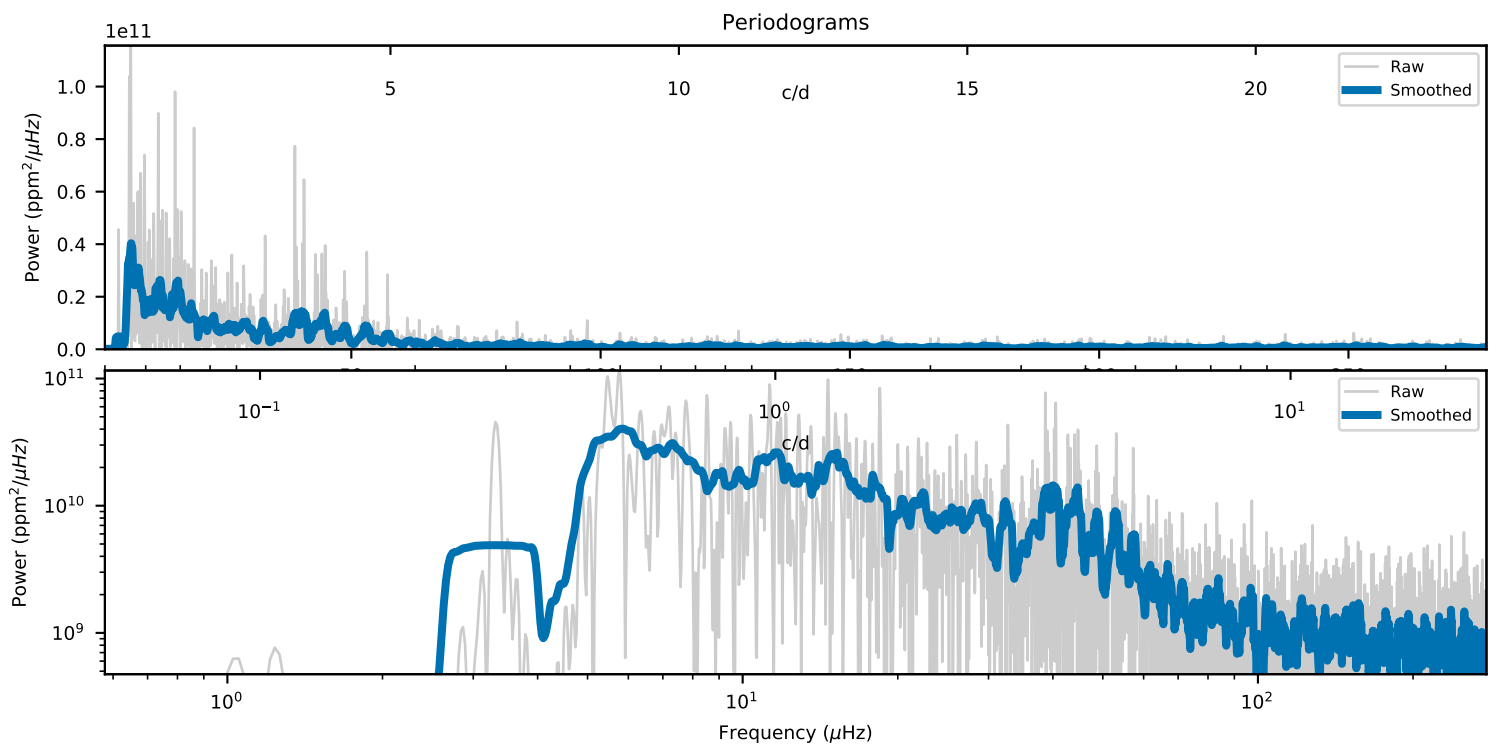 Periodograms
1e11
Power (ppm²/μHz)
1.0
0.8
0.6
0.4
0.2
0.0
5
10
15
20
c/d
Raw
Smoothed
Power (ppm²/μHz)
10¹¹
10¹⁰
10⁹
10⁻¹
10⁰
10¹
c/d
Raw
Smoothed
10⁰
10¹
10²
Frequency (μHz)